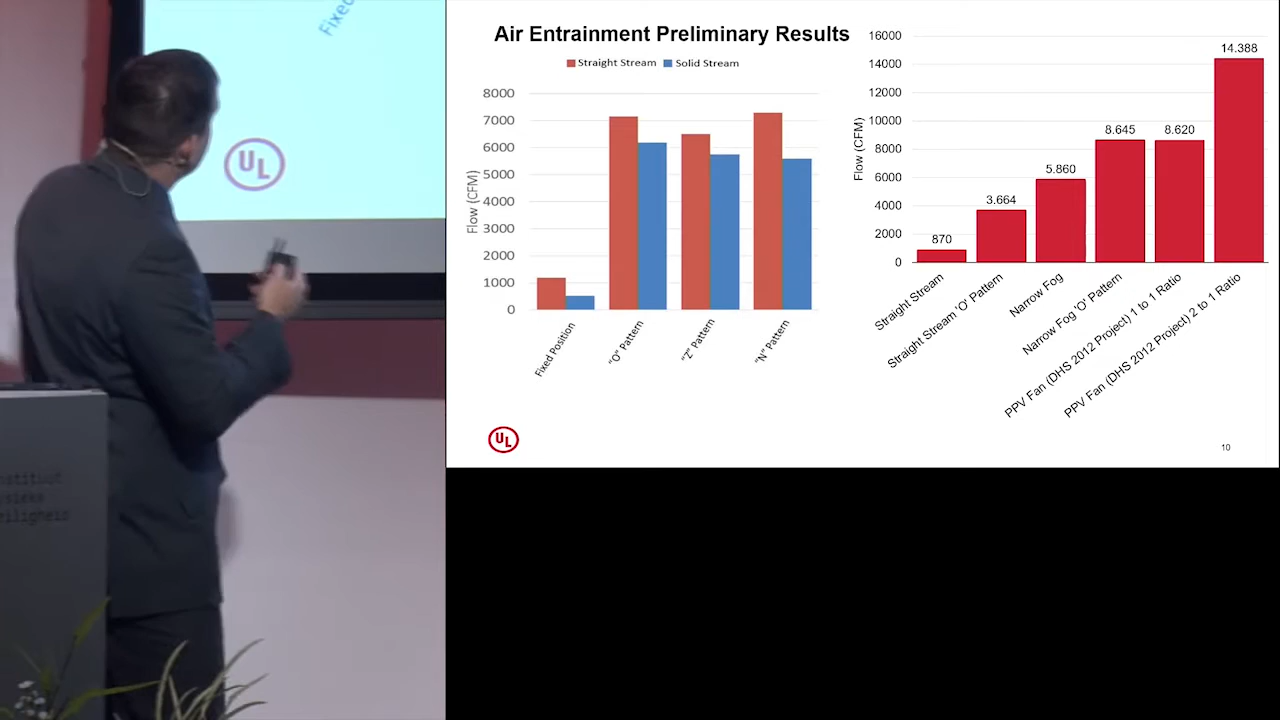 Fixed
UL
Air Entrainment Preliminary Results
Straight Stream Solid Stream
8000
7000
6000
5000
4000
3000
2000
1000
0
Flow (CFM)
Fixed Position
"O" Pattern
"Z" Pattern
"N" Pattern
16000
14000
12000
10000
8000
6000
4000
2000
0
Flow (CFM)
870
3.664
5.860
8.645
8.620
14.388
Straight Stream
Straight Stream 'O' Pattern
Narrow Fog
Narrow Fog 'O' Pattern
PPV Fan (DHS 2012 Project) 1 to 1 Ratio
PPV Fan (DHS 2012 Project) 2 to 1 Ratio
UL
10